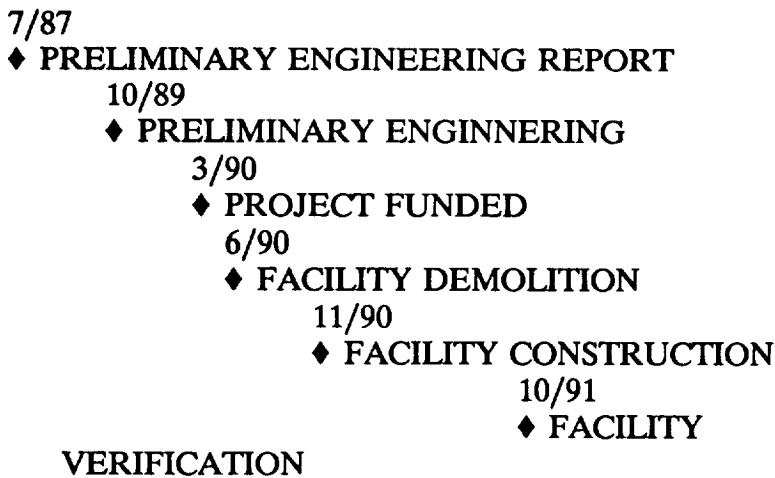 7/87
♦ PRELIMINARY ENGINEERING REPORT
10/89
♦ PRELIMINARY ENGINNERING
3/90
♦ PROJECT FUNDED
6/90
♦ FACILITY DEMOLITION
11/90
♦ FACILITY CONSTRUCTION
10/91
♦ FACILITY
VERIFICATION